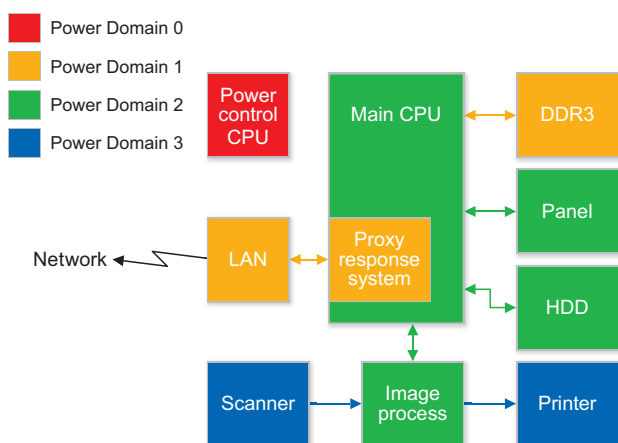 Power Domain 0
Power Domain 1
Power Domain 2
Power Domain 3
Power
control
CPU
Main CPU
DDR3
Panel
Network
LAN
Proxy
response
system
HDD
Scanner
Image
process
Printer